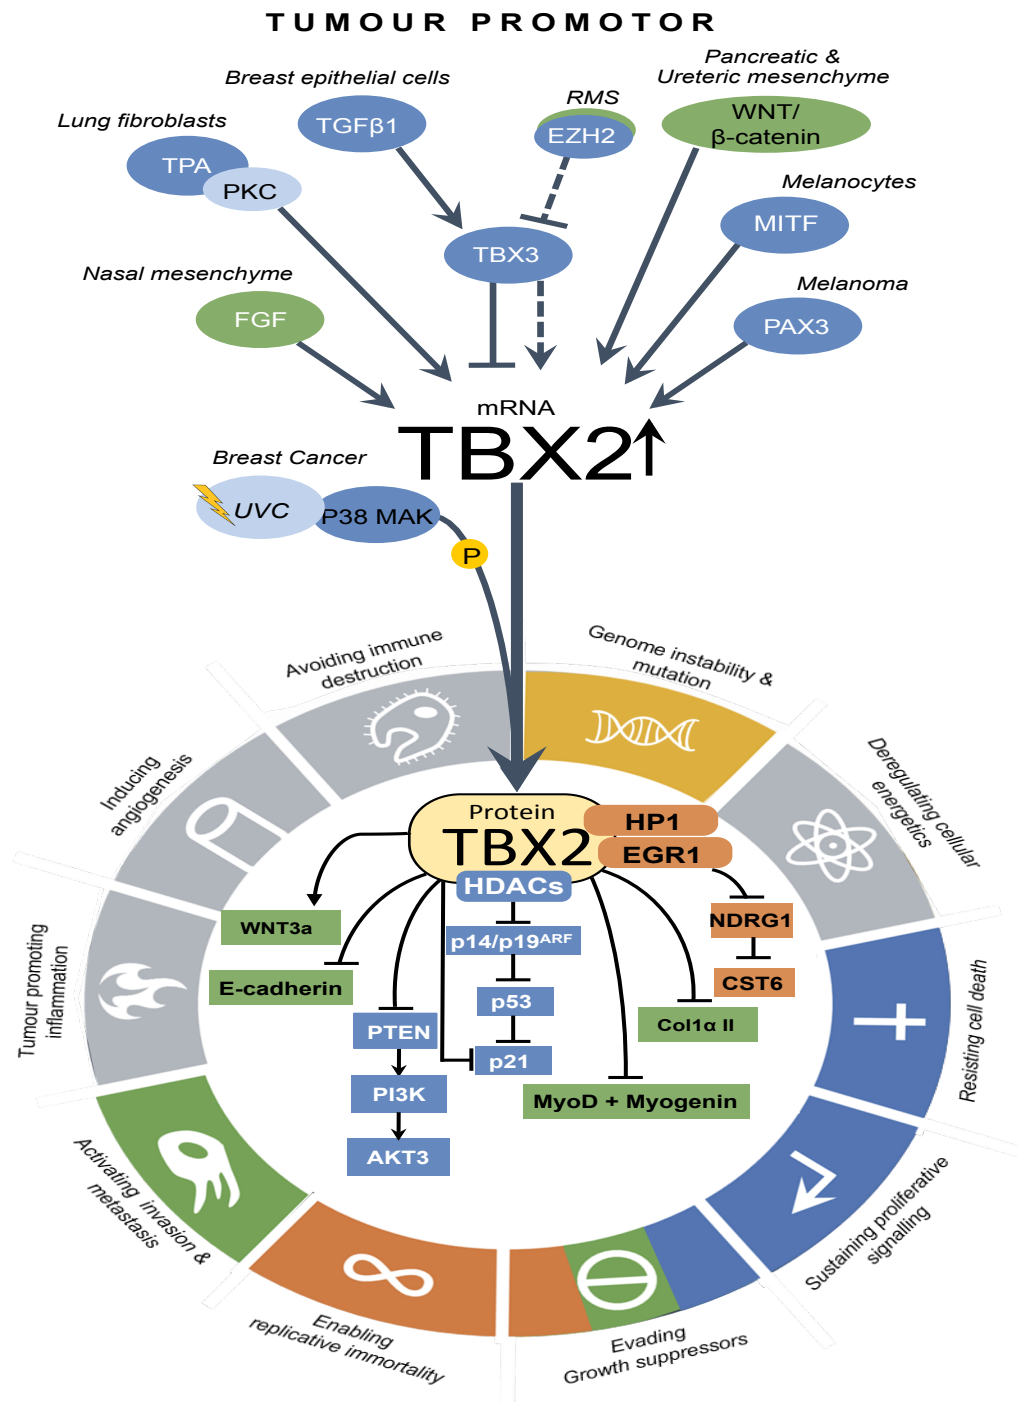 TUMOUR PROMOTOR
Pancreatic &
Ureteric mesenchyme
Breast epithelial cells
RMS
Lung fibroblasts
TGFβ1
EZH2
WNT/
β-catenin
TPA
PKC
Melanocytes
MITF
TBX3
Nasal mesenchyme
Melanoma
FGF
PAX3
mRNA
TBX2
Breast Cancer
UVC
P38 MAK
P
Avoiding immune
destruction
Genome instability &
mutation
Inducing
angiogenesis
Deregulating cellular
energetics
Protein
TBX2
HP1
EGR1
HDACs
WNT3a
p14/p19ARF
NDRG1
E-cadherin
CST6
p53
PTEN
Col1α II
p21
PI3K
MyoD + Myogenin
AKT3
Tumour promoting
inflammation
Resisting cell death
Activating invasion &
metastasis
Sustaining proliferative
signalling
Enabling
replicative immortality
Evading
Growth suppressors